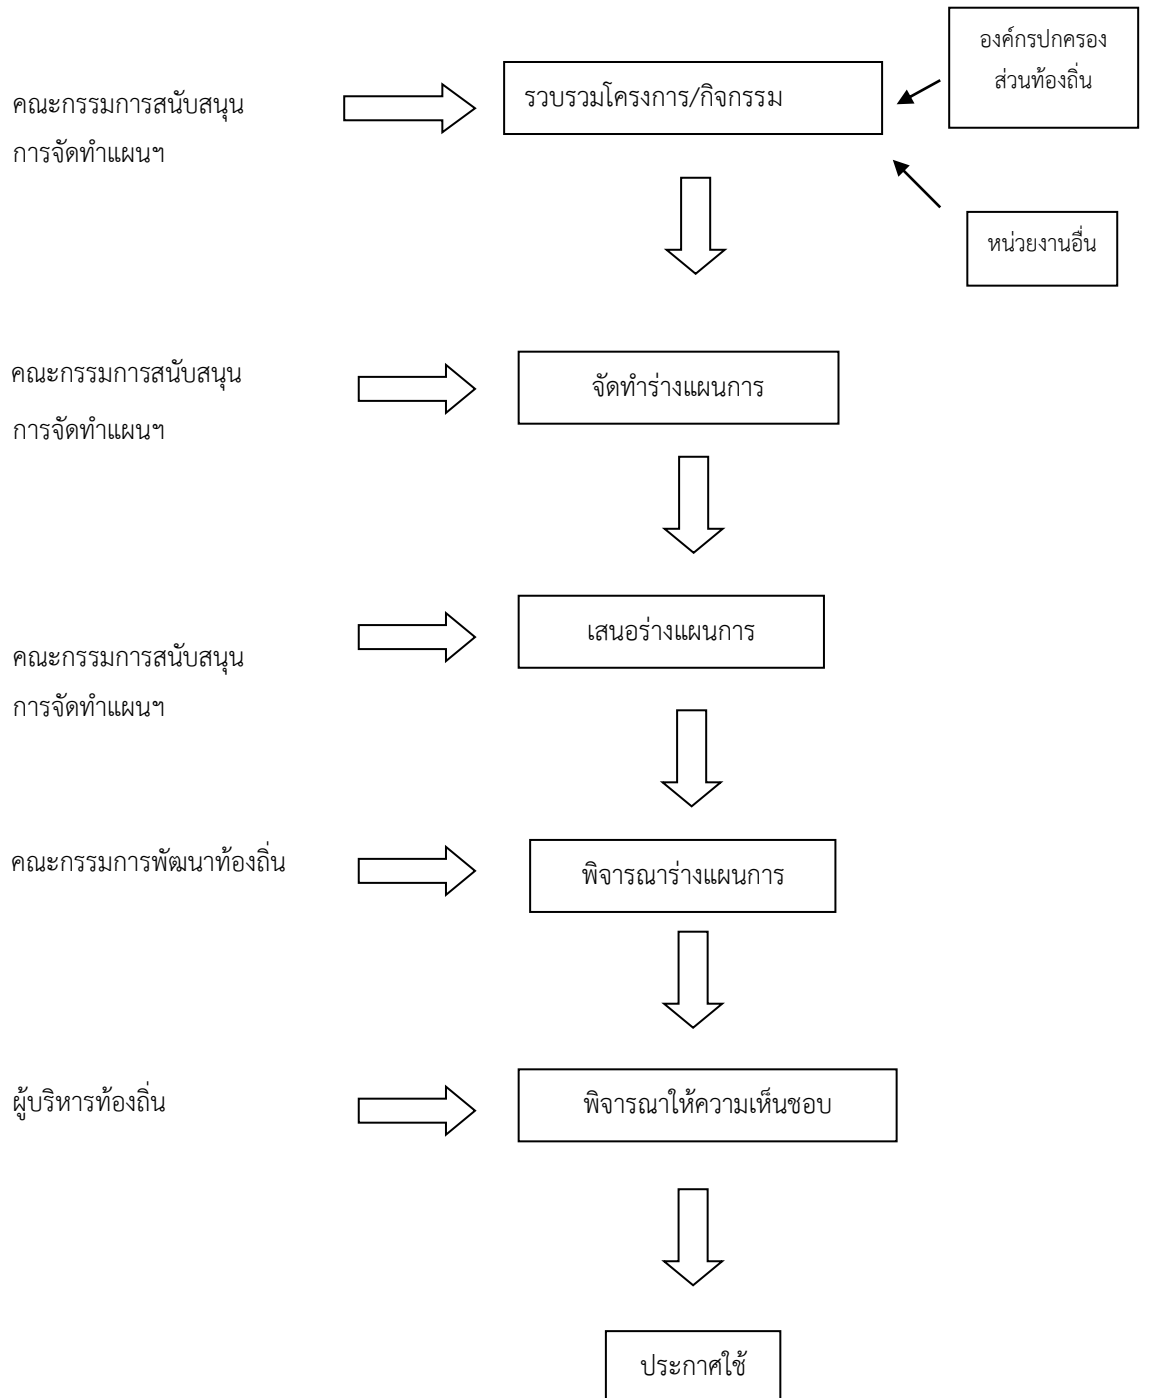 องค์กรปกครอง
ส่วนท้องถิ่น
คณะกรรมการสนับสนุน
การจัดทำแผนฯ
รวบรวมโครงการ/กิจกรรม
หน่วยงานอื่น
คณะกรรมการสนับสนุน
การจัดทำแผนฯ
จัดทำร่างแผนการ
คณะกรรมการสนับสนุน
การจัดทำแผนฯ
เสนอร่างแผนการ
คณะกรรมการพัฒนาท้องถิ่น
พิจารณาร่างแผนการ
ผู้บริหารท้องถิ่น
พิจารณาให้ความเห็นชอบ
ประกาศใช้